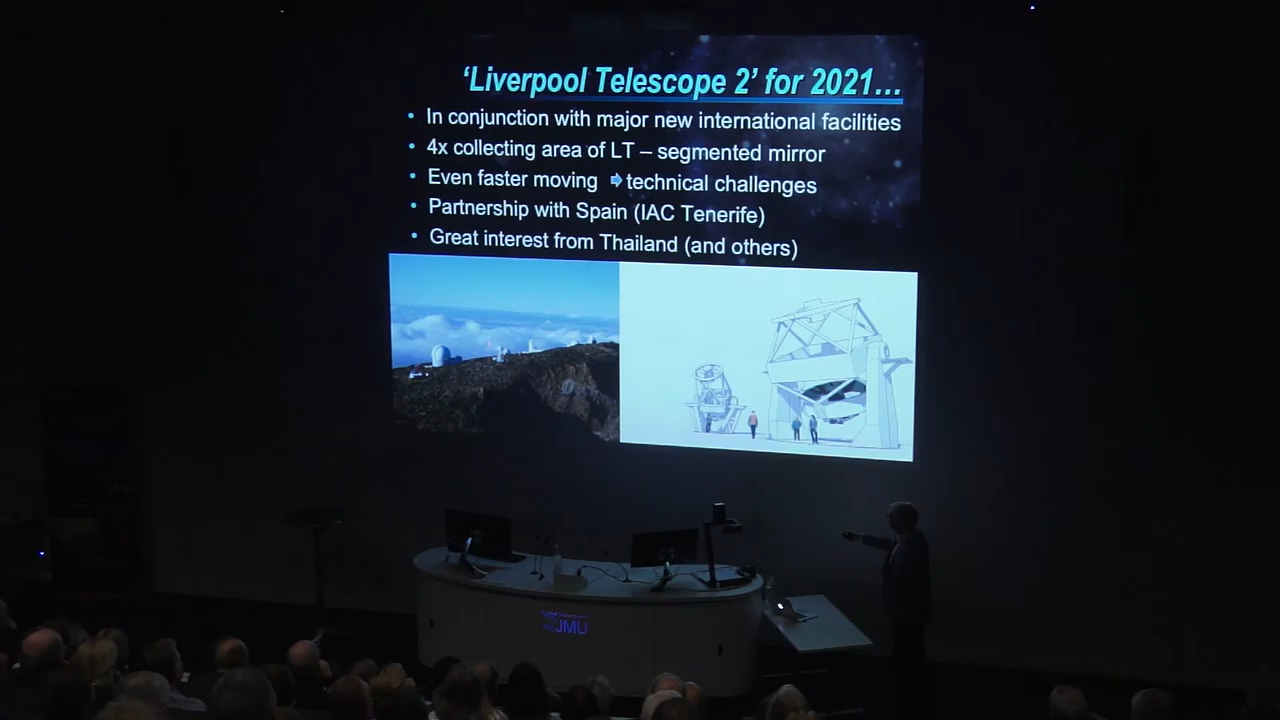 'Liverpool Telescope 2' for 2021...
• In conjunction with major new international facilities
• 4x collecting area of LT – segmented mirror
• Even faster moving ⇨ technical challenges
• Partnership with Spain (IAC Tenerife)
• Great interest from Thailand (and others)
JMU